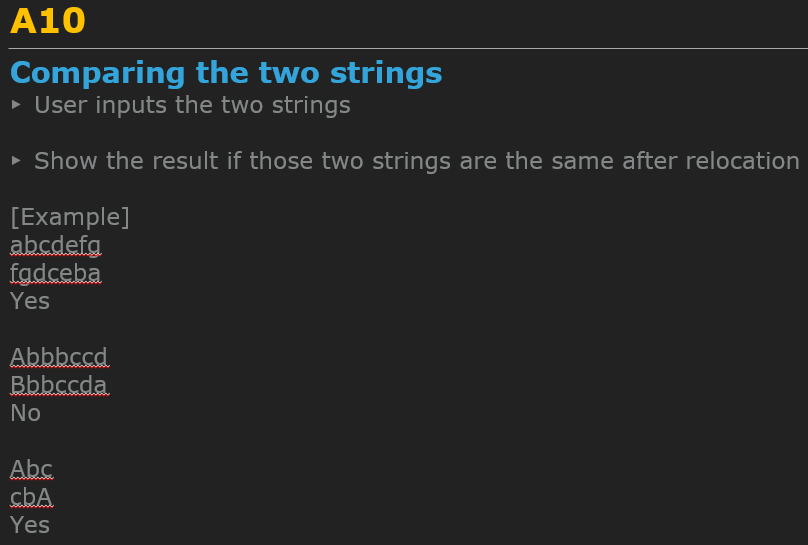 A10
Comparing the two strings
▸ User inputs the two strings
▸ Show the result if those two strings are the same after relocation
[Example]
abcdefg
fgdceba
Yes
Abbbccd
Bbbccda
No
Abc
cbA
Yes